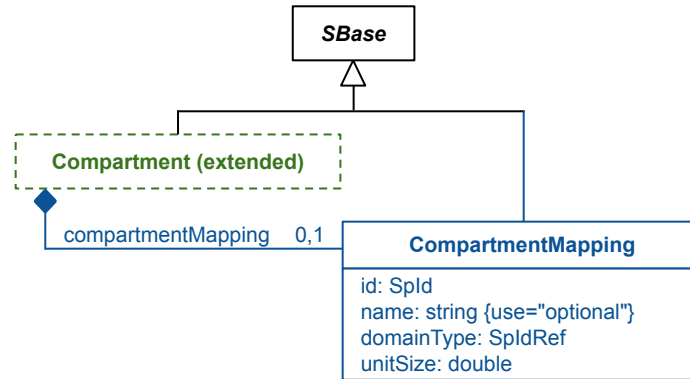 SBase
Compartment (extended)
compartmentMapping 0,1
CompartmentMapping
id: SpId
name: string {use="optional"}
domainType: SpIdRef
unitSize: double